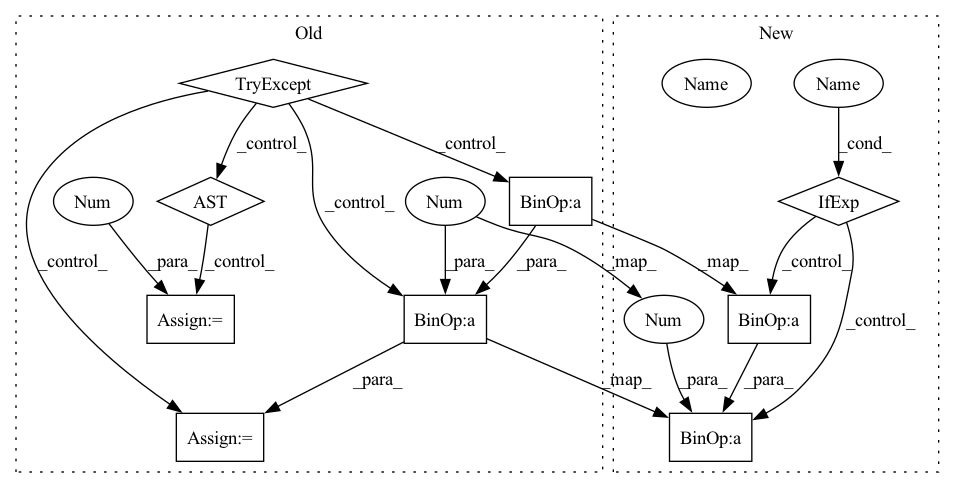 Old
New
TryExcept
Name
Name
_control_
_control_
_cond_
Num
AST
Num
BinOp:a
IfExp
_control_
_control_
_para_
_control_
_para_
_para_
_map_
_map_
_control_
_control_
Assign:=
BinOp:a
Num
BinOp:a
_para_
_map_
_para_
_para_
Assign:=
BinOp:a